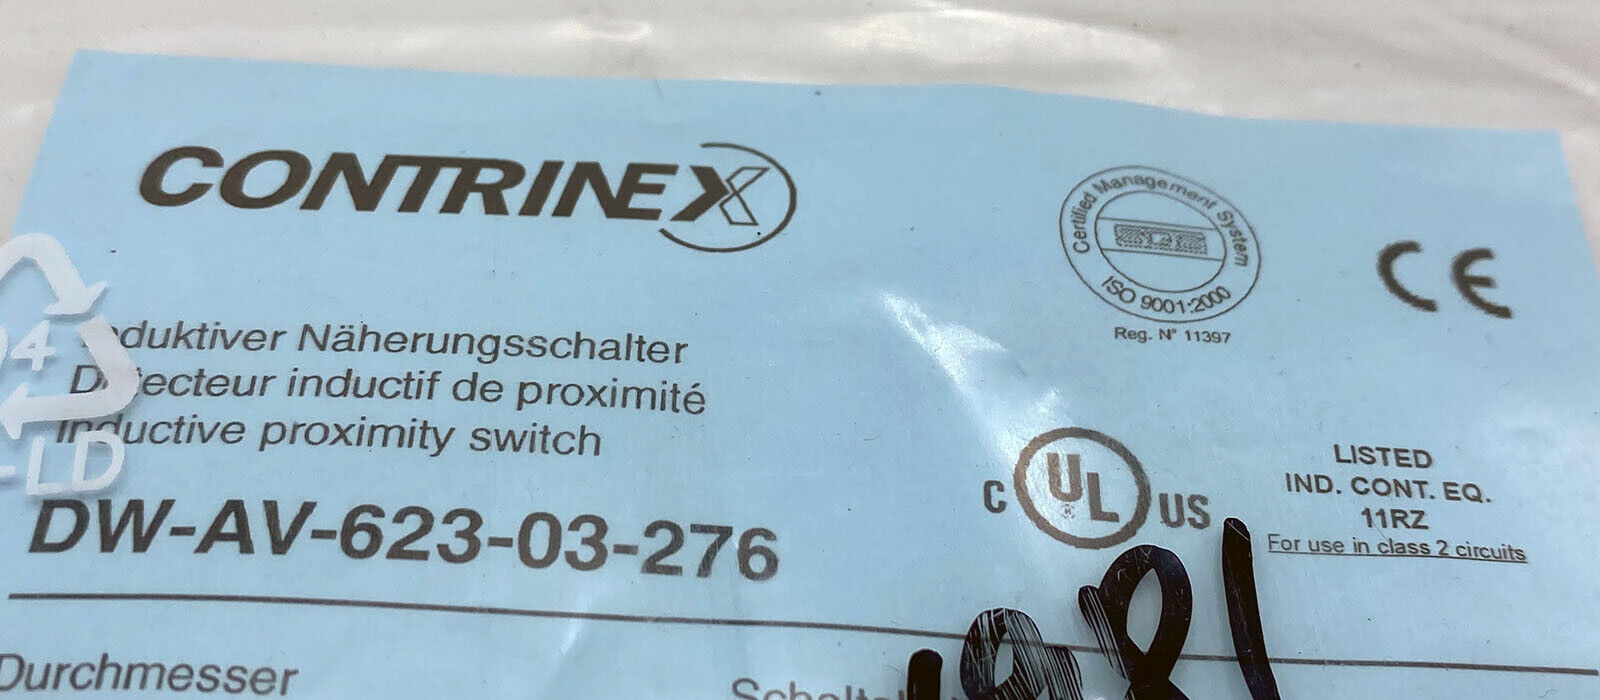 CONTRINEX
Certified Management System
ISO 9001:2000
Reg. N° 11397
CE
Induktiver Näherungsschalter
Détecteur inductif de proximité
Inductive proximity switch
DW-AV-623-03-276
C UL US
LISTED
IND. CONT. EQ.
11RZ
For use in class 2 circuits
Durchmesser